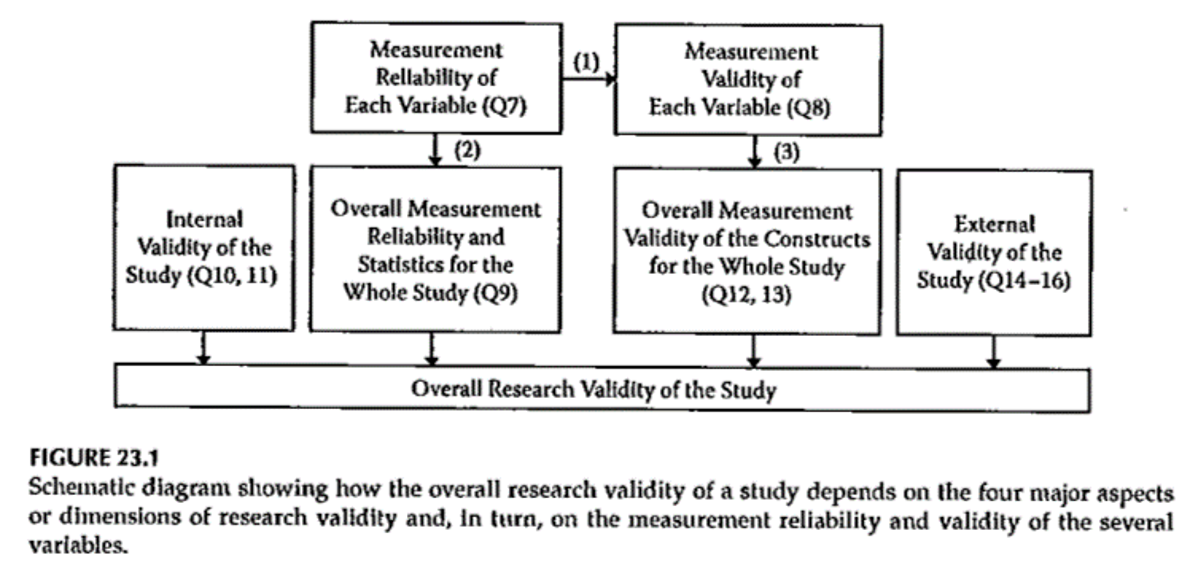 Measurement
Reliability of
Each Variable (Q7)
(1)
Measurement
Validity of
Each Variable (Q8)
(2)
(3)
Internal
Validity of the
Study (Q10, 11)
Overall Measurement
Reliability and
Statistics for the
Whole Study (Q9)
Overall Measurement
Validity of the Constructs
for the Whole Study
(Q12, 13)
External
Validity of the
Study (Q14–16)
Overall Research Validity of the Study
FIGURE 23.1
Schematic diagram showing how the overall research validity of a study depends on the four major aspects
or dimensions of research validity and, in turn, on the measurement reliability and validity of the several
variables.